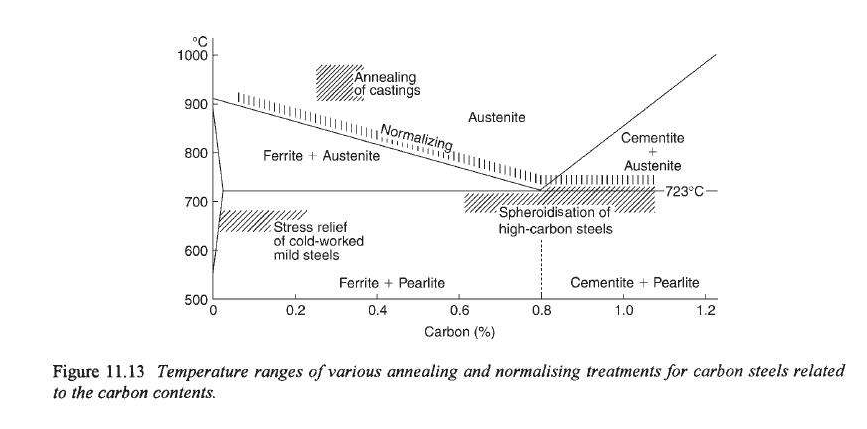 °C
1000
900
800
700
600
500
Annealing
of castings
Austenite
Normalizing
Ferrite + Austenite
Cementite
+
Austenite
723°C
Spheroidisation of
high-carbon steels
Stress relief
of cold-worked
mild steels
Ferrite + Pearlite
Cementite + Pearlite
0 0.2 0.4 0.6 0.8 1.0 1.2
Carbon (%)
Figure 11.13 Temperature ranges of various annealing and normalising treatments for carbon steels related
to the carbon contents.